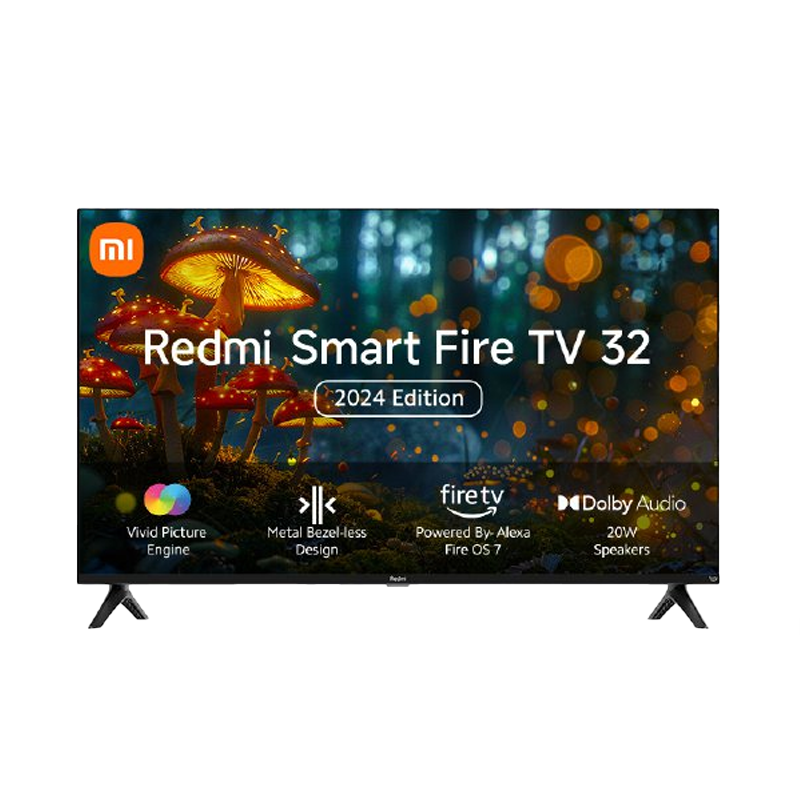 mi
Redmi Smart Fire TV 32
2024 Edition
Vivid Picture
Engine
Metal Bezel-less
Design
fire tv
Powered By- Alexa
Fire OS 7
Dolby Audio
20W
Speakers
Redmi